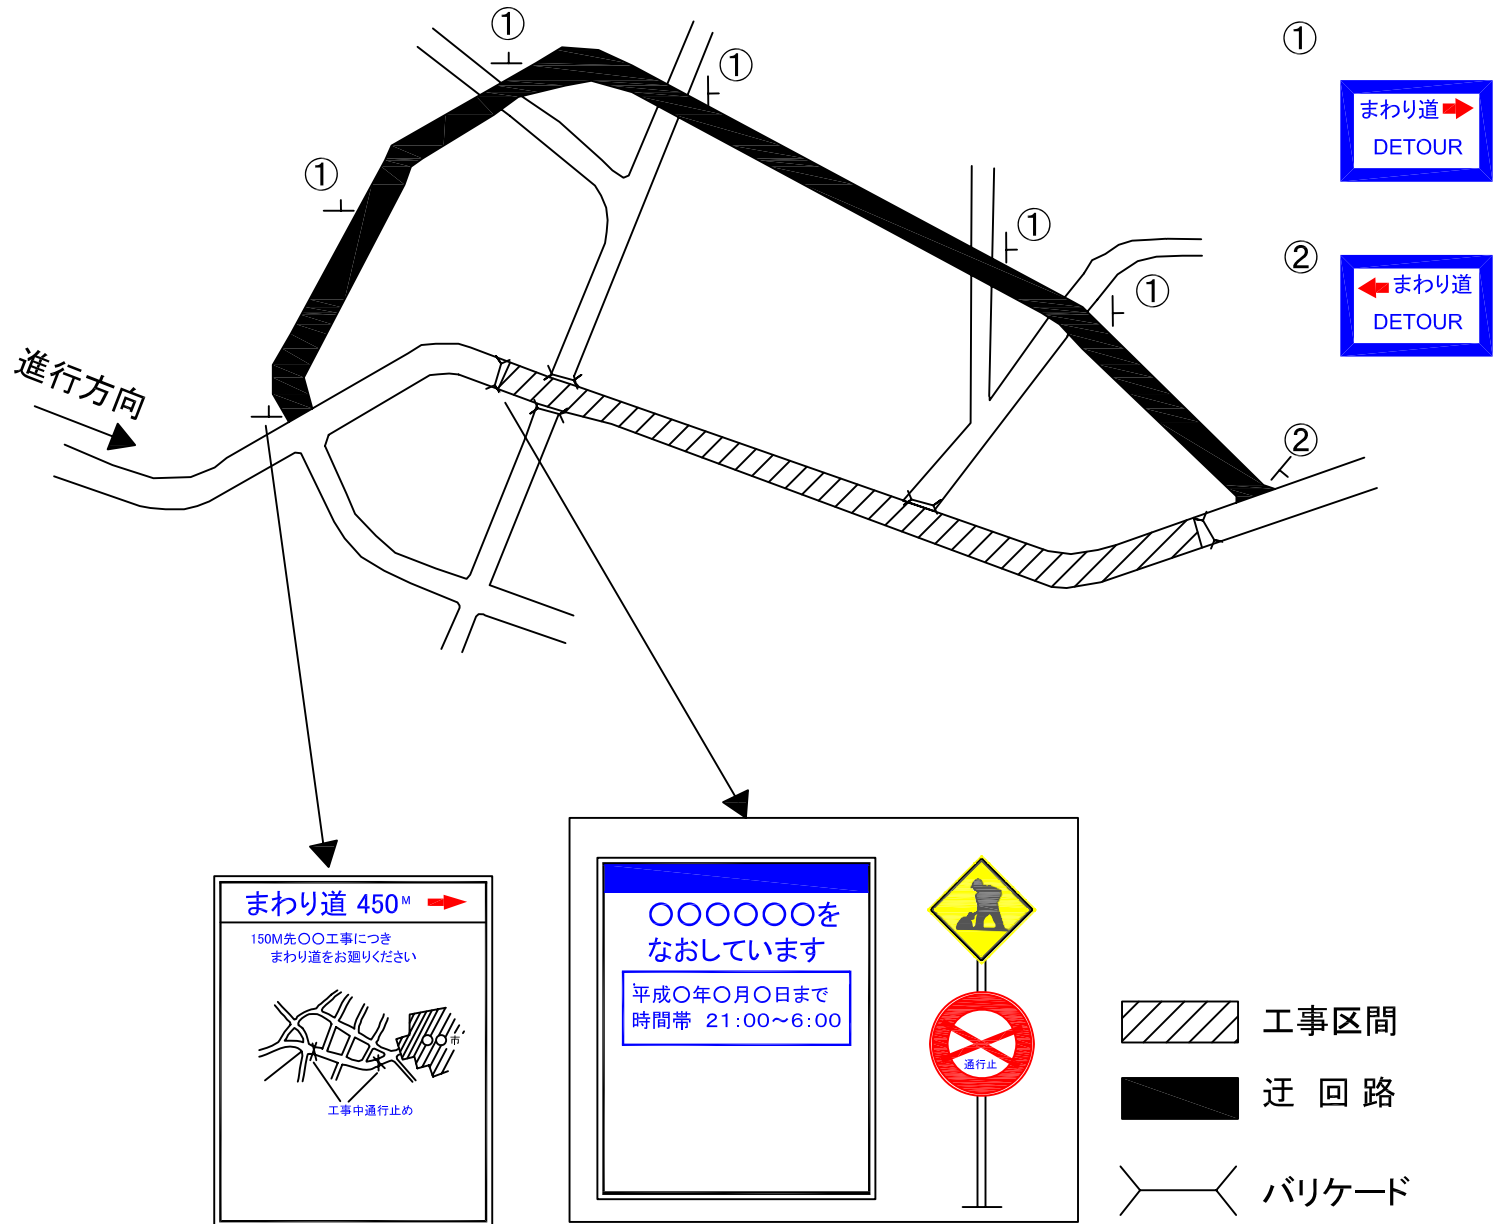 ①
①
まわり道
DETOUR
①
①
②
まわり道
DETOUR
①
進行方向
②
まわり道 450M
150M先〇〇工事につき
まわり道をお廻りください
〇〇市
工事中通行止め
〇〇〇〇〇〇を
なおしています
平成〇年〇月〇日まで
時間帯 21:00~6:00
通行止
工事区間
迂 回 路
バリケード
①